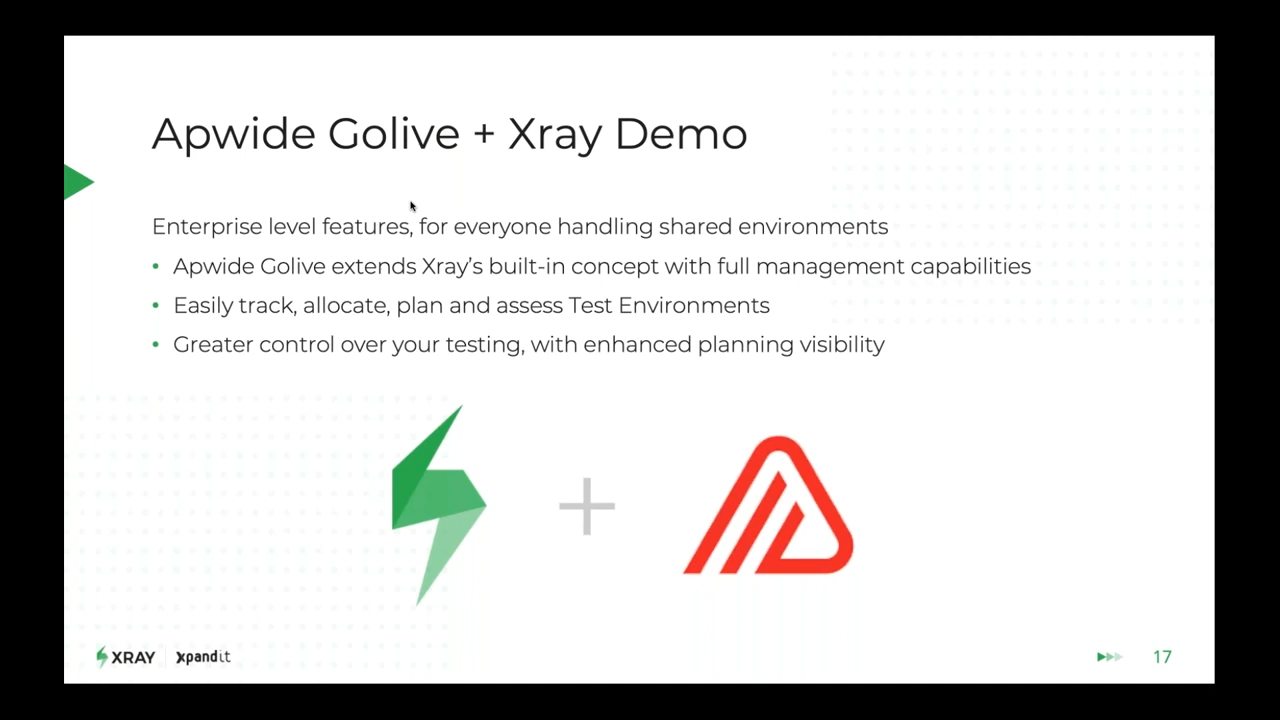 Apwide Golive + Xray Demo
Enterprise level features, for everyone handling shared environments
• Apwide Golive extends Xray’s built-in concept with full management capabilities
• Easily track, allocate, plan and assess Test Environments
• Greater control over your testing, with enhanced planning visibility
+
XRAY xpandit
17